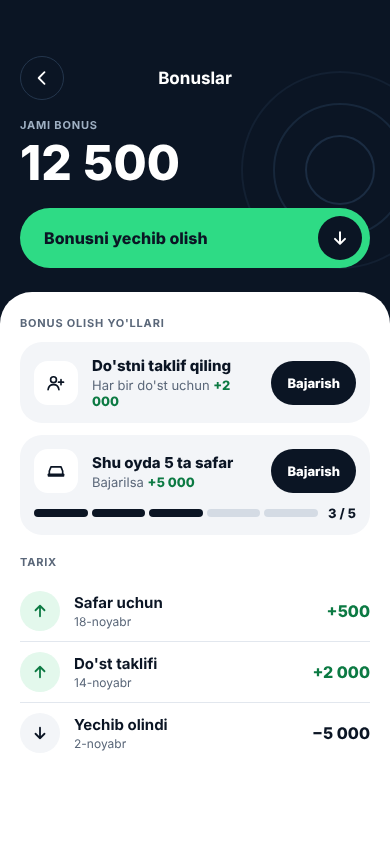 Bonuslar
JAMI BONUS
12 500
Bonusni yechib olish
BONUS OLISH YO'LLARI
Do'stni taklif qiling
Har bir do'st uchun +2
000
Bajarish
Shu oyda 5 ta safar
Bajarilsa +5 000
Bajarish
3 / 5
TARIX
Safar uchun
18-noyabr
+500
Do'st taklifi
14-noyabr
+2 000
Yechib olindi
2-noyabr
−5 000